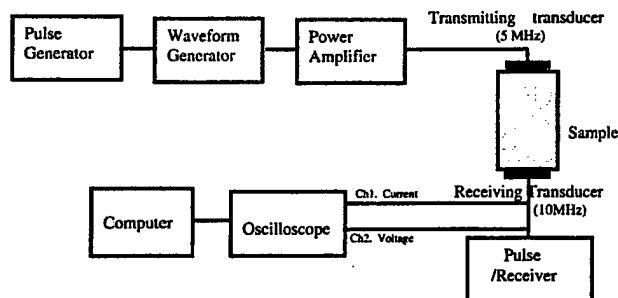 Pulse
Generator
Waveform
Generator
Power
Amplifier
Transmitting transducer
(5 MHz)
Sample
Computer
Oscilloscope
Ch1. Current
Ch2. Voltage
Receiving Transducer
(10MHz)
Pulse
/Receiver